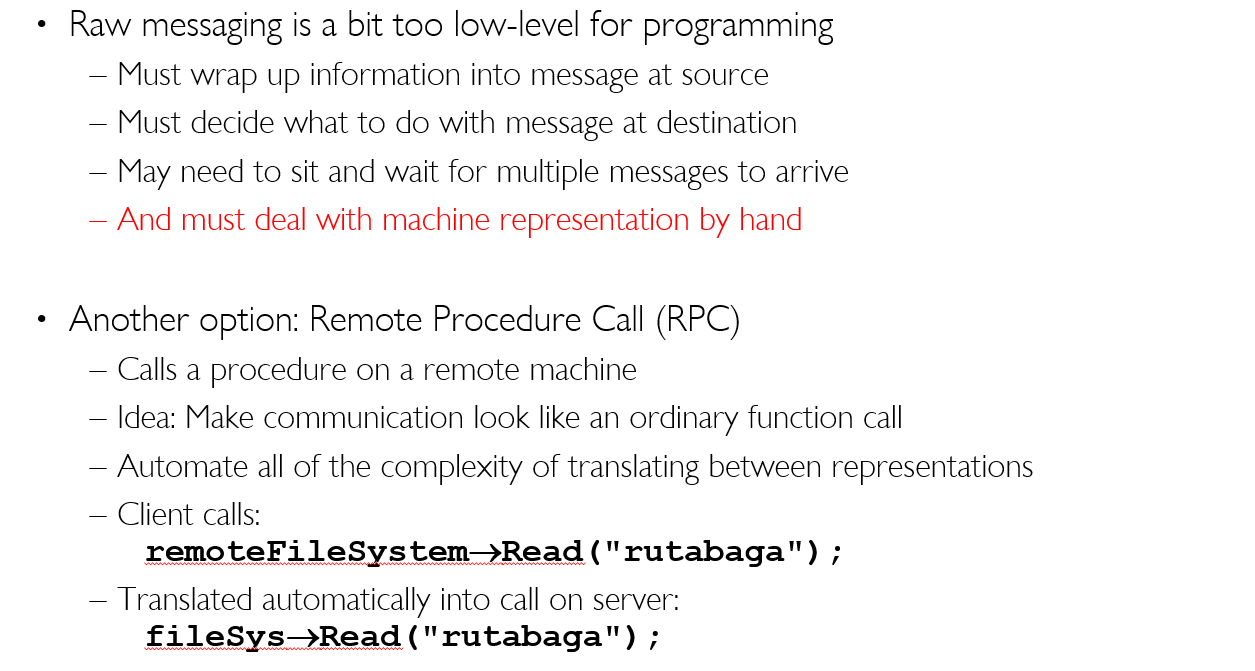 • Raw messaging is a bit too low-level for programming
– Must wrap up information into message at source
– Must decide what to do with message at destination
– May need to sit and wait for multiple messages to arrive
– And must deal with machine representation by hand
• Another option: Remote Procedure Call (RPC)
– Calls a procedure on a remote machine
– Idea: Make communication look like an ordinary function call
– Automate all of the complexity of translating between representations
– Client calls:
remoteFileSystem→Read("rutabaga");
– Translated automatically into call on server:
fileSys→Read("rutabaga");